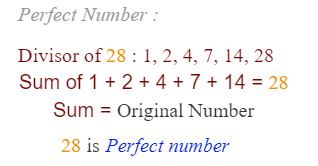 Perfect Number :
Divisor of 28 : 1, 2, 4, 7, 14, 28
Sum of 1 + 2 + 4 + 7 + 14 = 28
Sum = Original Number
28 is Perfect number